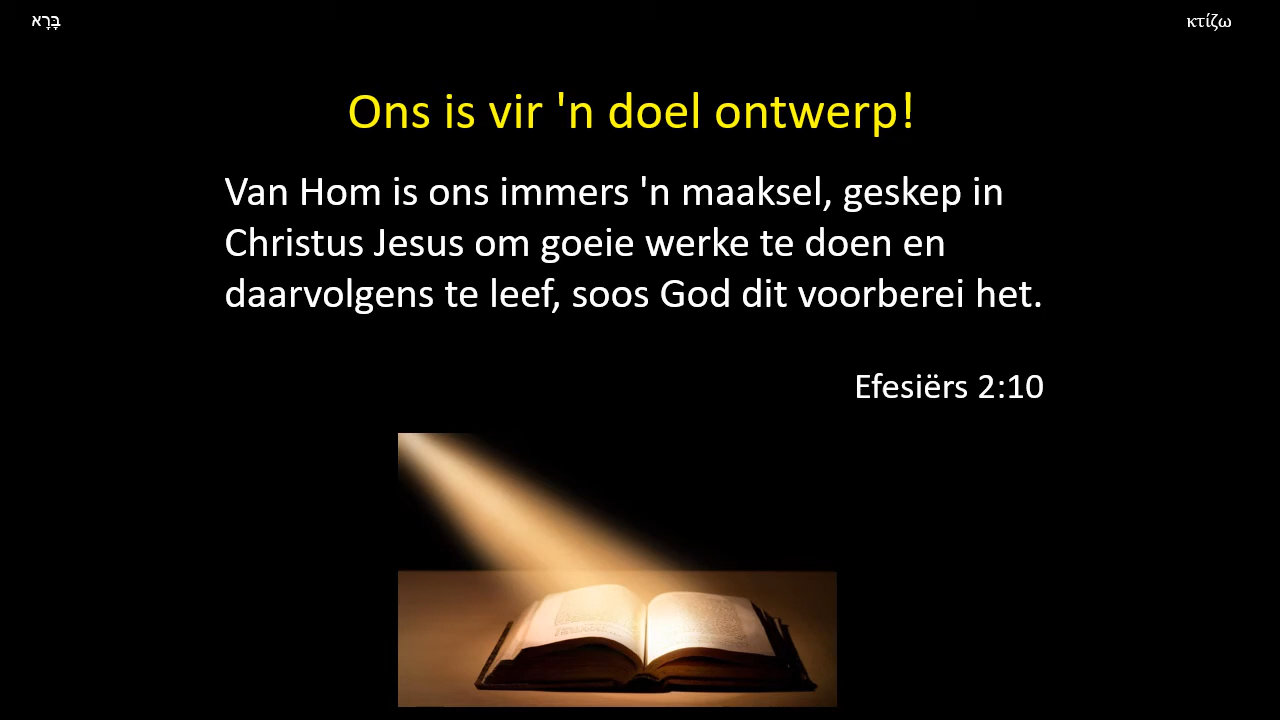 בָּרָא
κτίζω
Ons is vir 'n doel ontwerp!
Van Hom is ons immers 'n maaksel, geskep in
Christus Jesus om goeie werke te doen en
daarvolgens te leef, soos God dit voorberei het.
Efesiërs 2:10